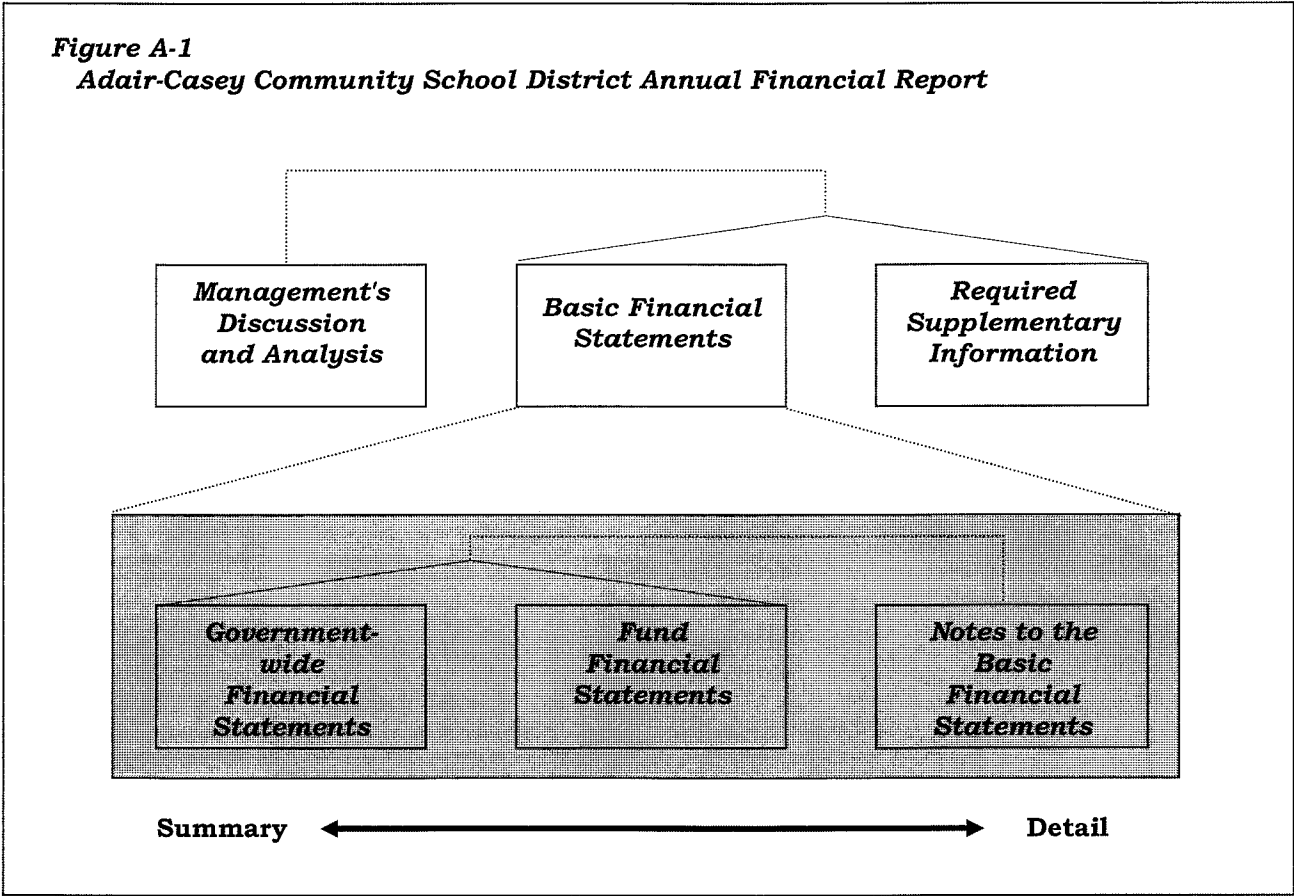 Figure A-1
Adair-Casey Community School District Annual Financial Report
Management's
Discussion
and Analysis
Basic Financial
Statements
Required
Supplementary
Information
Government-
wide
Financial
Statements
Fund
Financial
Statements
Notes to the
Basic
Financial
Statements
Summary
Detail